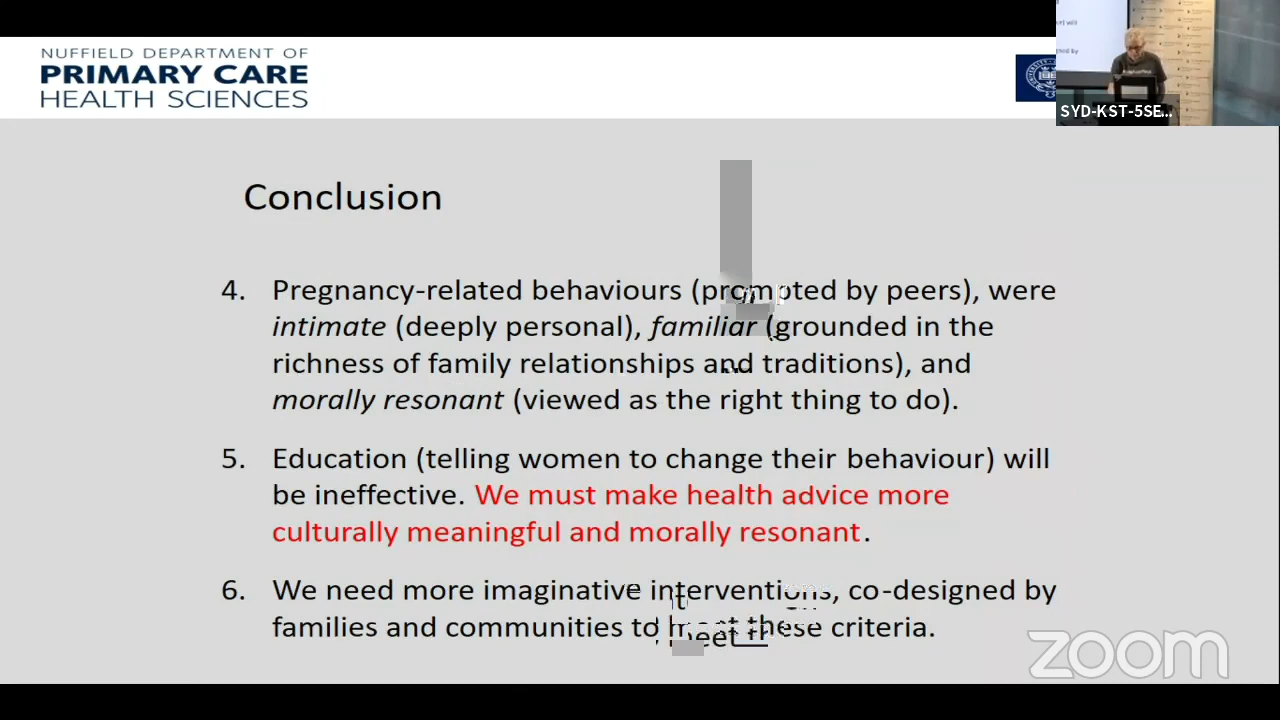 NUFFIELD DEPARTMENT OF
PRIMARY CARE
HEALTH SCIENCES
SYD-KST-5SE...
Conclusion
4. Pregnancy-related behaviours (prompted by peers), were
intimate (deeply personal), familiar (grounded in the
richness of family relationships and traditions), and
morally resonant (viewed as the right thing to do).
5. Education (telling women to change their behaviour) will
be ineffective. We must make health advice more
culturally meaningful and morally resonant.
6. We need more imaginative interventions, co-designed by
families and communities to meet these criteria.
zoom